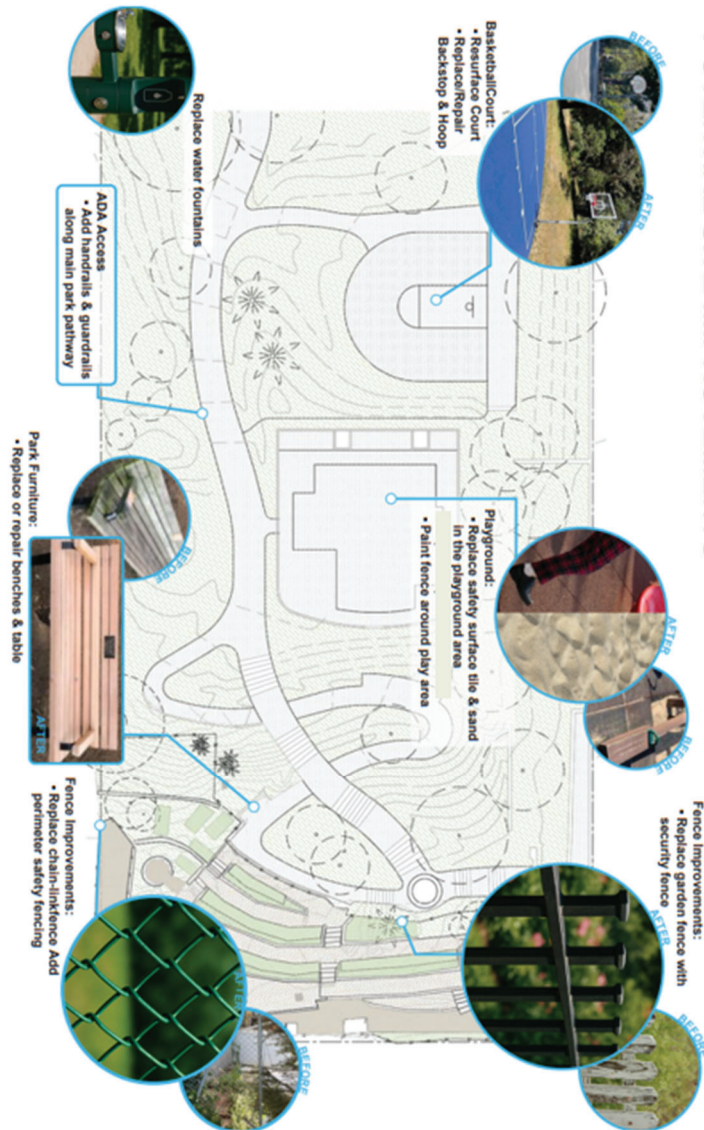 BEFORE
AFTER
BasketballCourt:
• Resurface Court
• Replace/Repair
Backstop & Hoop
Replace water fountains
ADA Access
• Add handrails & guardrails
along main park pathway
BEFORE
AFTER
Playground:
• Replace safety surface tile & sand
in the playground area
• Paint fence around play area
Park Furniture:
• Replace or repair benches & table
BEFORE
AFTER
Fence Improvements:
• Replace garden fence with
security fence
BEFORE
AFTER
Fence Improvements:
• Replace chain-linkfence Add
perimeter safety fencing
BEFORE
AFTER